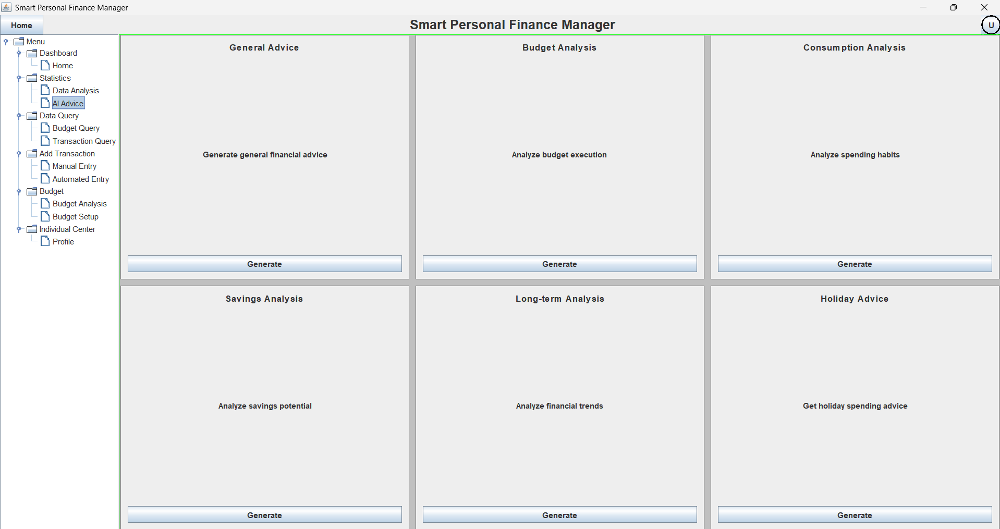 Smart Personal Finance Manager
Home
Smart Personal Finance Manager
U
Menu
Dashboard
Home
Statistics
Data Analysis
AI Advice
Data Query
Budget Query
Transaction Query
Add Transaction
Manual Entry
Automated Entry
Budget
Budget Analysis
Budget Setup
Individual Center
Profile
General Advice
Generate general financial advice
Generate
Budget Analysis
Analyze budget execution
Generate
Consumption Analysis
Analyze spending habits
Generate
Savings Analysis
Analyze savings potential
Generate
Long-term Analysis
Analyze financial trends
Generate
Holiday Advice
Get holiday spending advice
Generate